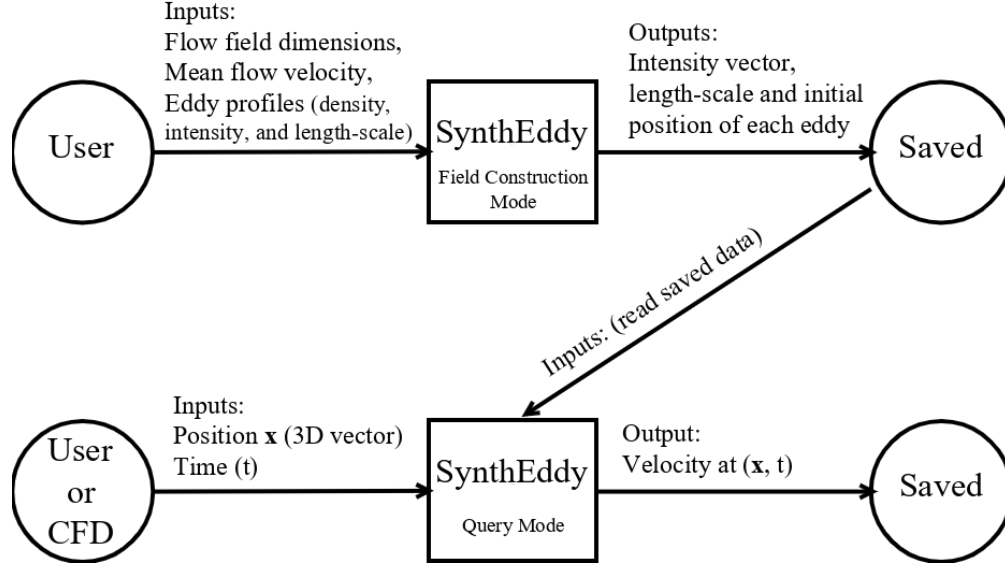 Inputs:
Flow field dimensions,
Mean flow velocity,
Eddy profiles (density,
intensity, and length-scale)
User
SynthEddy
Field Construction
Mode
Outputs:
Intensity vector,
length-scale and initial
position of each eddy
Saved
Inputs: (read saved data)
User
or
CFD
Inputs:
Position x (3D vector)
Time (t)
SynthEddy
Query Mode
Output:
Velocity at (x, t)
Saved